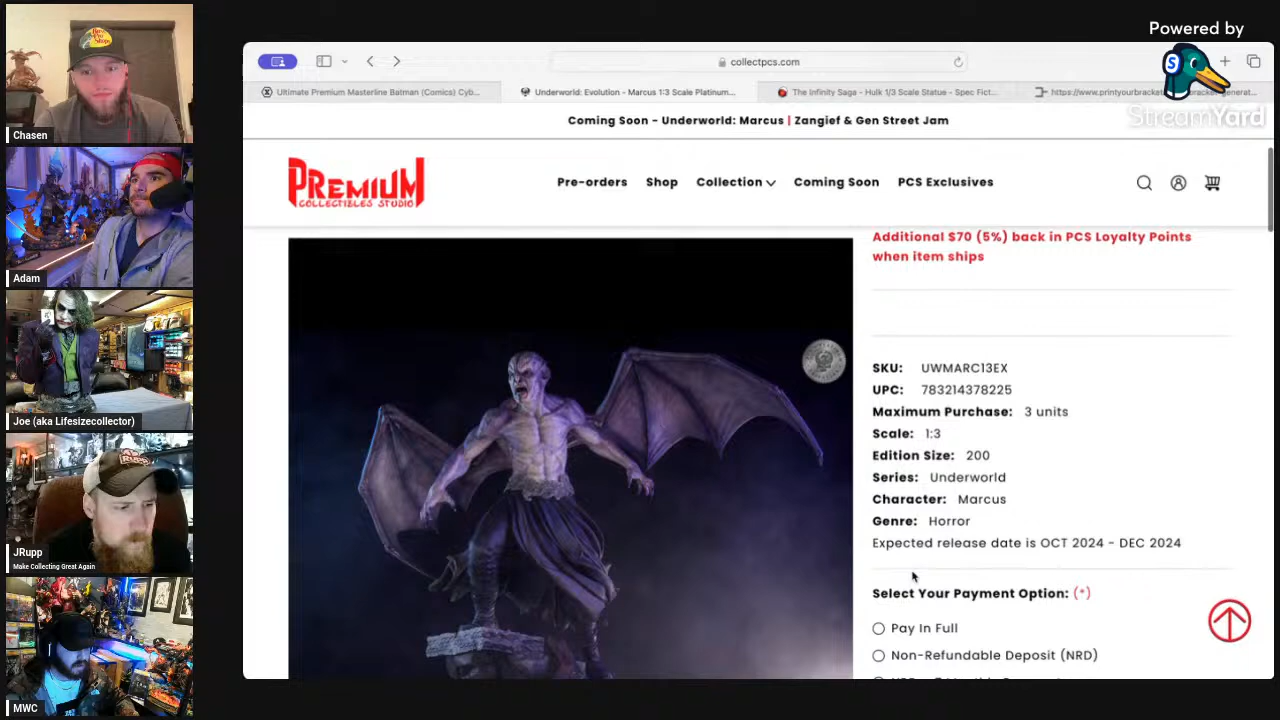 Powered by
StreamYard
Bass Pro Shops
Chasen
Adam
Joe (aka Lifesizecollector)
RUPP
JRupp
Make Collecting Great Again
MWC
collectpcs.com
Ultimate Premium Masterline Batman (Comics) Cyb...
Underworld: Evolution - Marcus 1:3 Scale Platinum...
The Infinity Saga - Hulk 1/3 Scale Statue - Spec Fict...
Coming Soon - Underworld: Marcus | Zangief & Gen Street Jam
PREMIUM
COLLECTIBLES STUDIO
Pre-orders Shop Collection Coming Soon PCS Exclusives
Additional $70 (5%) back in PCS Loyalty Points
when item ships
SKU: UWMARC13EX
UPC: 783214378225
Maximum Purchase: 3 units
Scale: 1:3
Edition Size: 200
Series: Underworld
Character: Marcus
Genre: Horror
Expected release date is OCT 2024 - DEC 2024
Select Your Payment Option: (*)
Pay In Full
Non-Refundable Deposit (NRD)